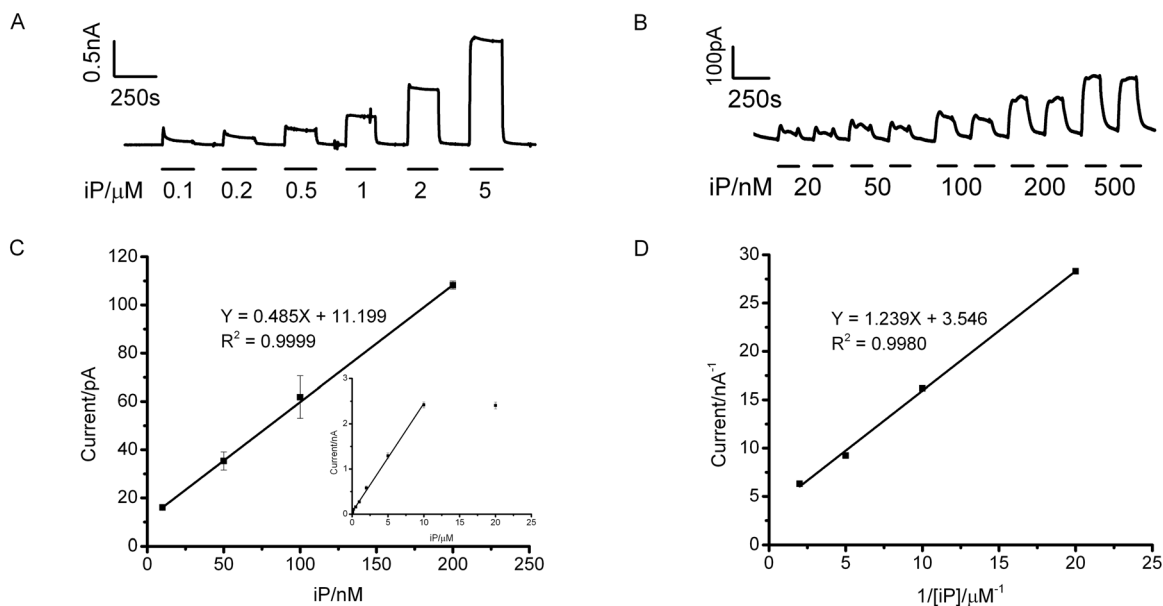 A
0.5nA
250s
iP/μM 0.1 0.2 0.5 1 2 5
B
100pA
250s
iP/nM 20 50 100 200 500
C
120
100
80
60
40
20
0
Current/pA
Y = 0.485X + 11.199
R² = 0.9999
0 50 100 150 200 250
iP/nM
3
2
1
0
Current/nA
0 5 10 15 20 25
iP/μM
D
30
25
20
15
10
5
0
Current/nA⁻¹
Y = 1.239X + 3.546
R² = 0.9980
0 5 10 15 20 25
1/[iP]/μM⁻¹